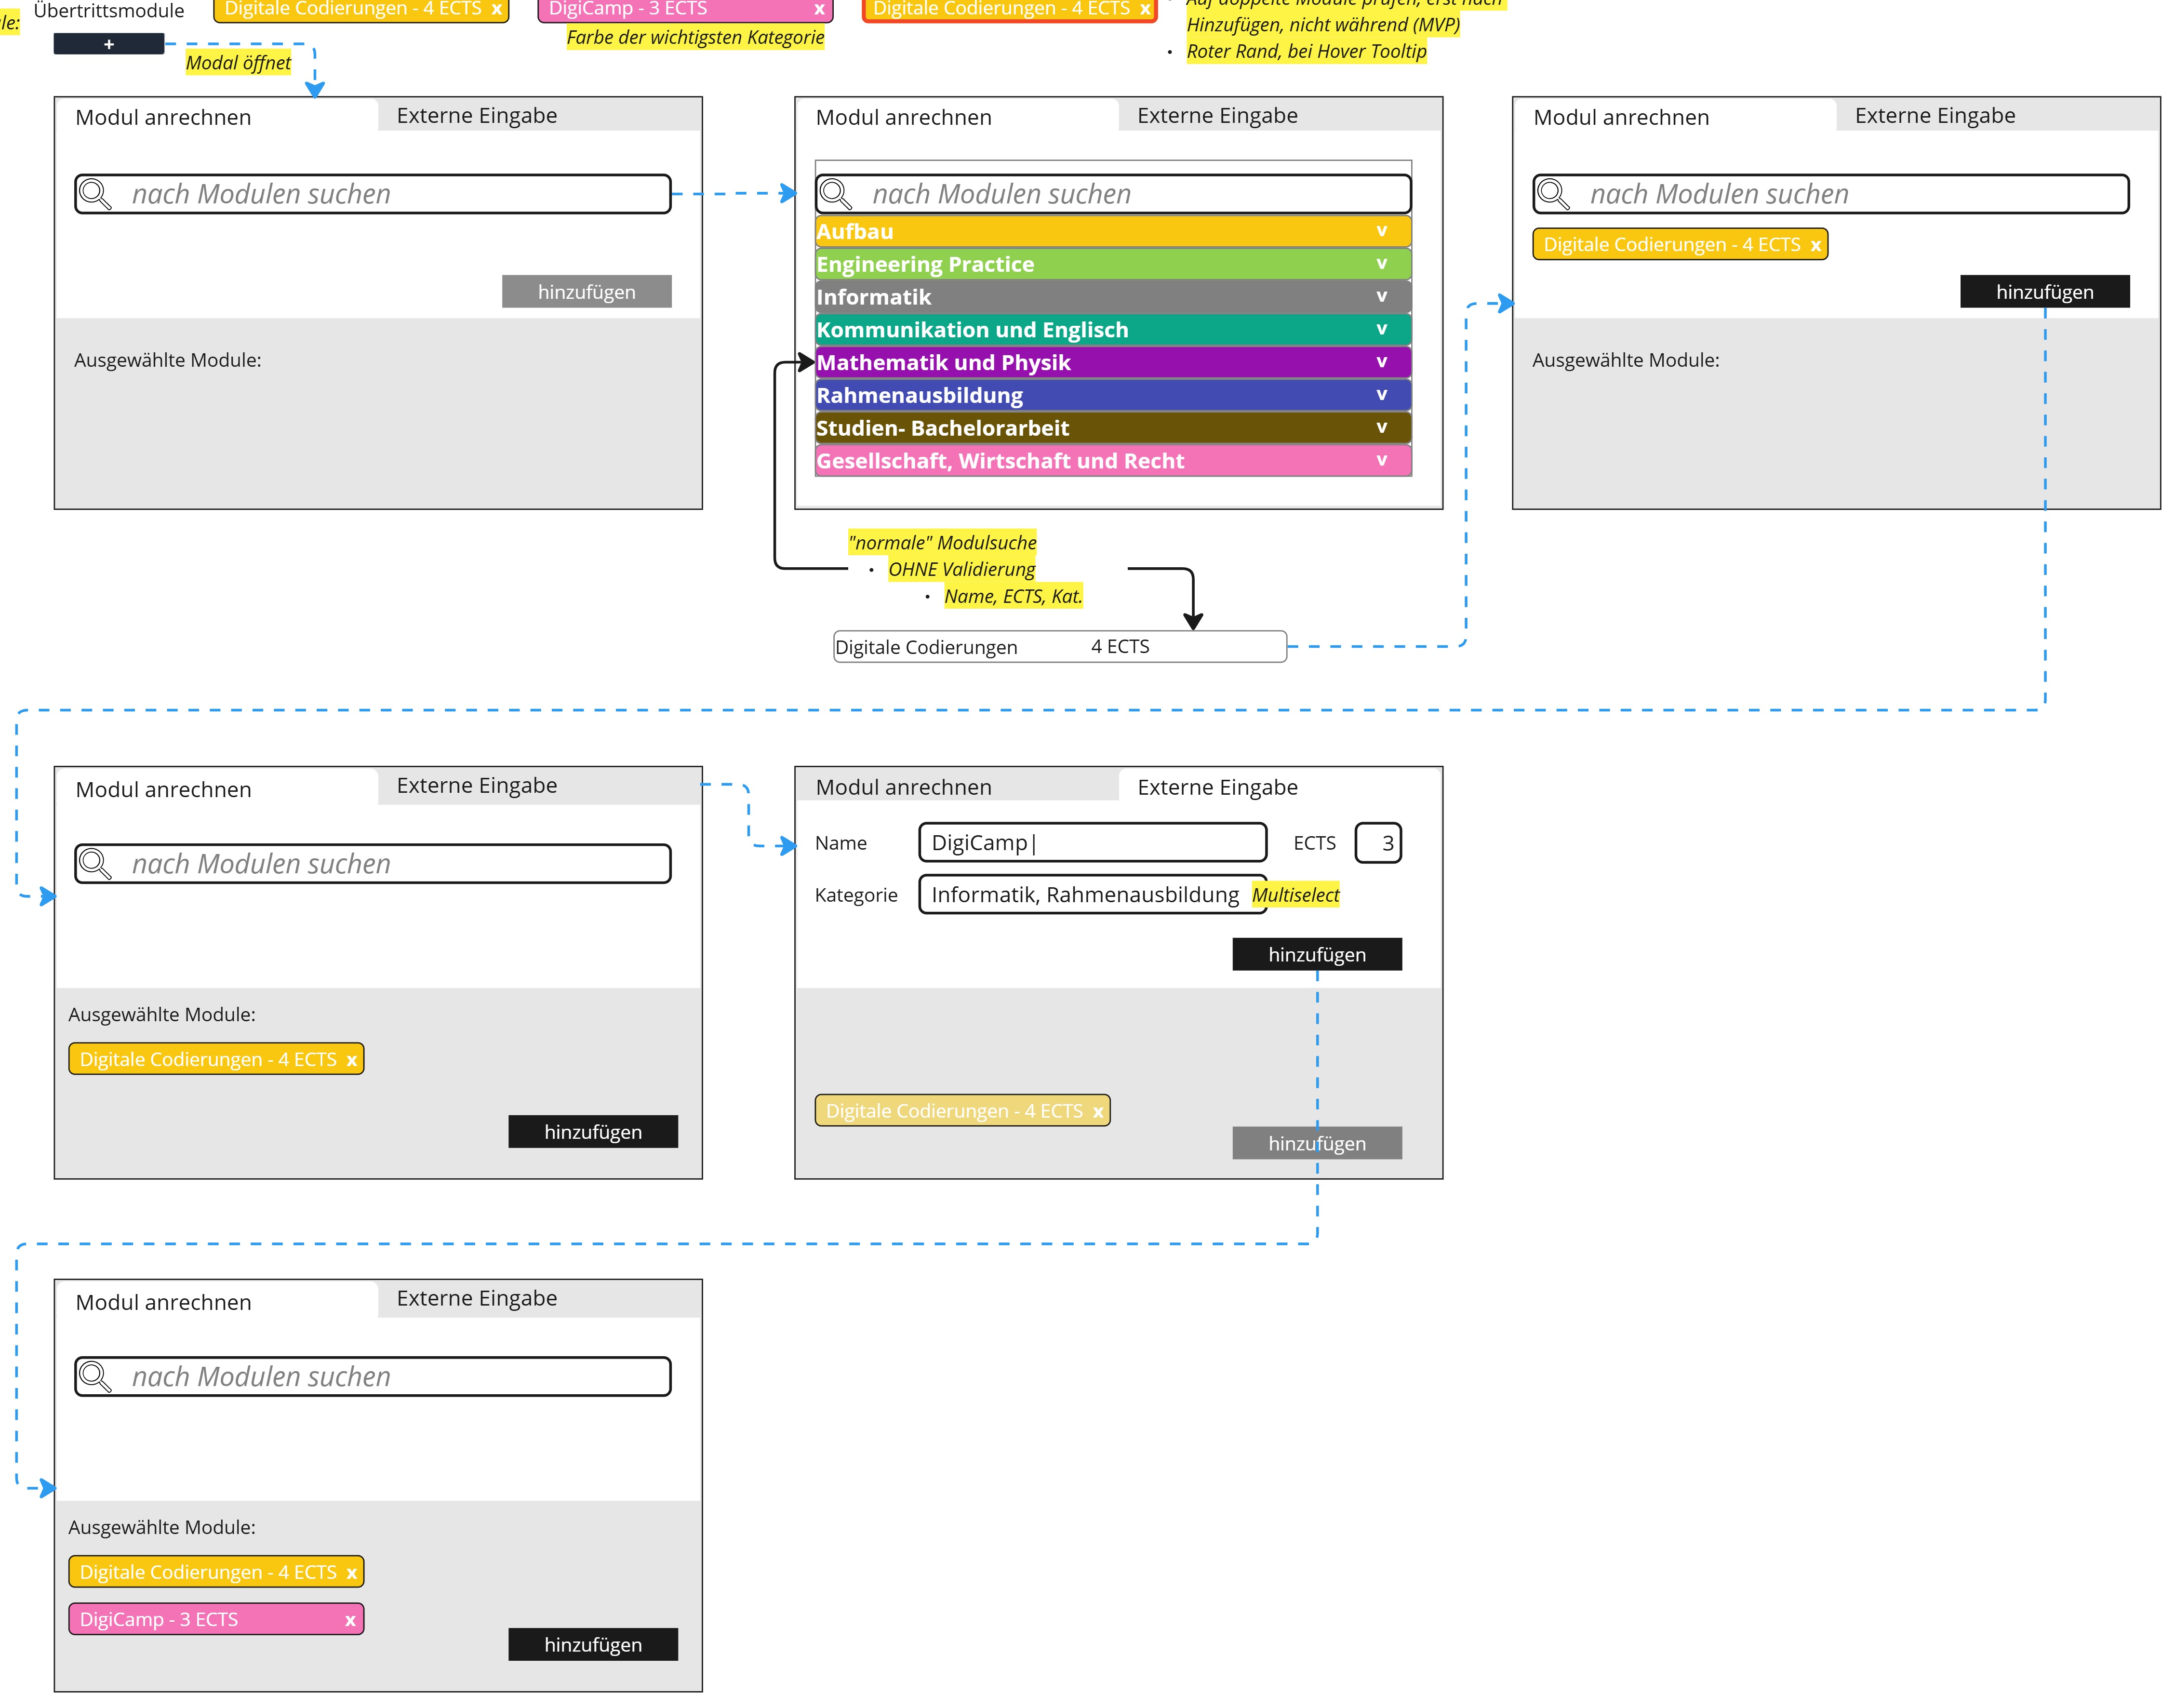 Übertrittsmodule
Digitale Codierungen - 4 ECTS x
DigiCamp - 3 ECTS x
Digitale Codierungen - 4 ECTS x
• Auf doppelte Module prüfen, erst nach
Hinzufügen, nicht während (MVP)
• Roter Rand, bei Hover Tooltip
le:
+
Modal öffnet
Farbe der wichtigsten Kategorie
Modul anrechnen
Externe Eingabe
nach Modulen suchen
hinzufügen
Ausgewählte Module:
Modul anrechnen
Externe Eingabe
nach Modulen suchen
Aufbau v
Engineering Practice v
Informatik v
Kommunikation und Englisch v
Mathematik und Physik v
Rahmenausbildung v
Studien- Bachelorarbeit v
Gesellschaft, Wirtschaft und Recht v
Modul anrechnen
Externe Eingabe
nach Modulen suchen
Digitale Codierungen - 4 ECTS x
hinzufügen
Ausgewählte Module:
"normale" Modulsuche
• OHNE Validierung
• Name, ECTS, Kat.
Digitale Codierungen 4 ECTS
Modul anrechnen
Externe Eingabe
nach Modulen suchen
Ausgewählte Module:
Digitale Codierungen - 4 ECTS x
hinzufügen
Modul anrechnen
Externe Eingabe
Name DigiCamp| ECTS 3
Kategorie Informatik, Rahmenausbildung Multiselect
hinzufügen
Digitale Codierungen - 4 ECTS x
hinzufügen
Modul anrechnen
Externe Eingabe
nach Modulen suchen
Ausgewählte Module:
Digitale Codierungen - 4 ECTS x
DigiCamp - 3 ECTS x
hinzufügen